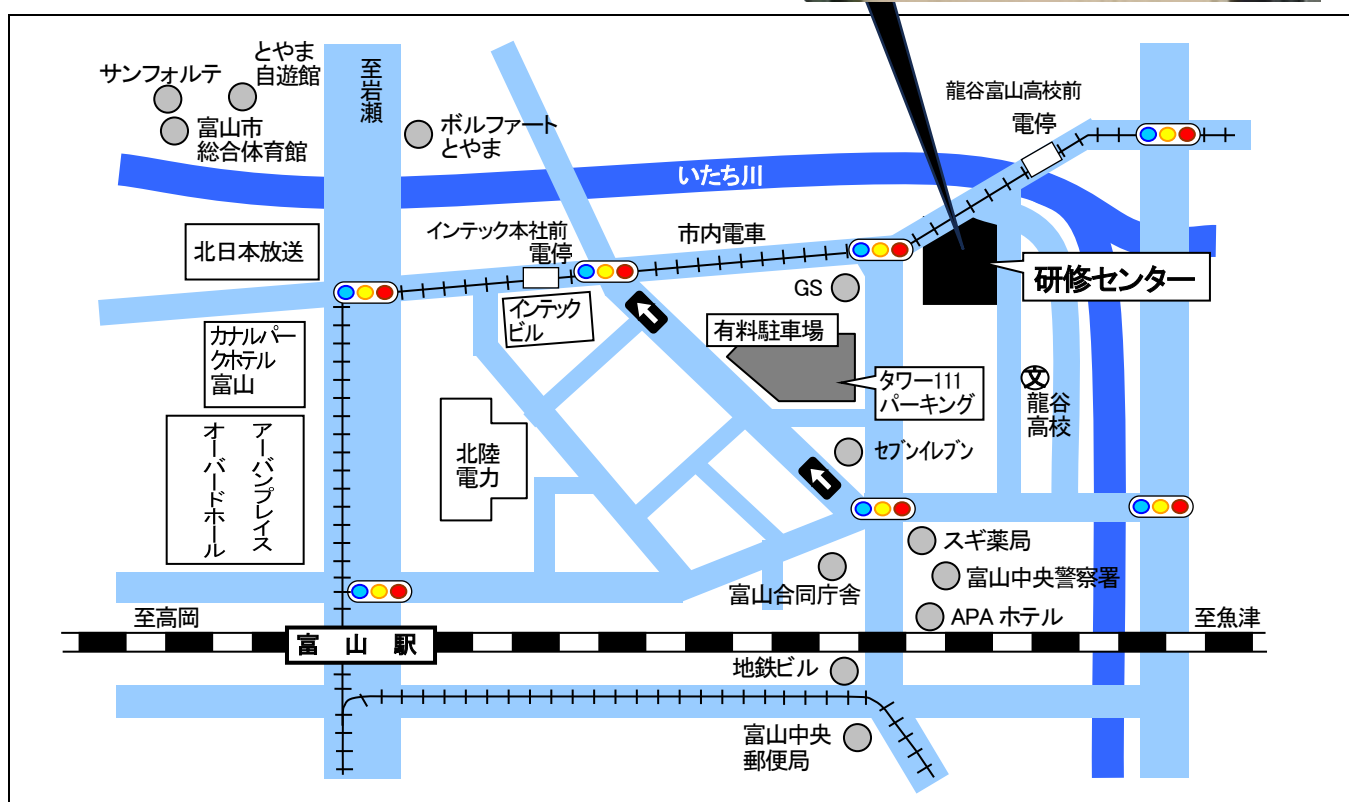 サンフォルテ
とやま
自遊館
富山市
総合体育館
至岩瀬
ボルファート
とやま
龍谷富山高校前
電停
いたち川
北日本放送
インテック本社前
電停
市内電車
研修センター
GS
インテック
ビル
有料駐車場
カナルパー
クホテル
富山
タワー111
パーキング
文
龍谷
高校
アーバンプレイス
オーバードホール
北陸
電力
セブンイレブン
スギ薬局
富山中央警察署
富山合同庁舎
APAホテル
至高岡
至魚津
富山駅
地鉄ビル
富山中央
郵便局